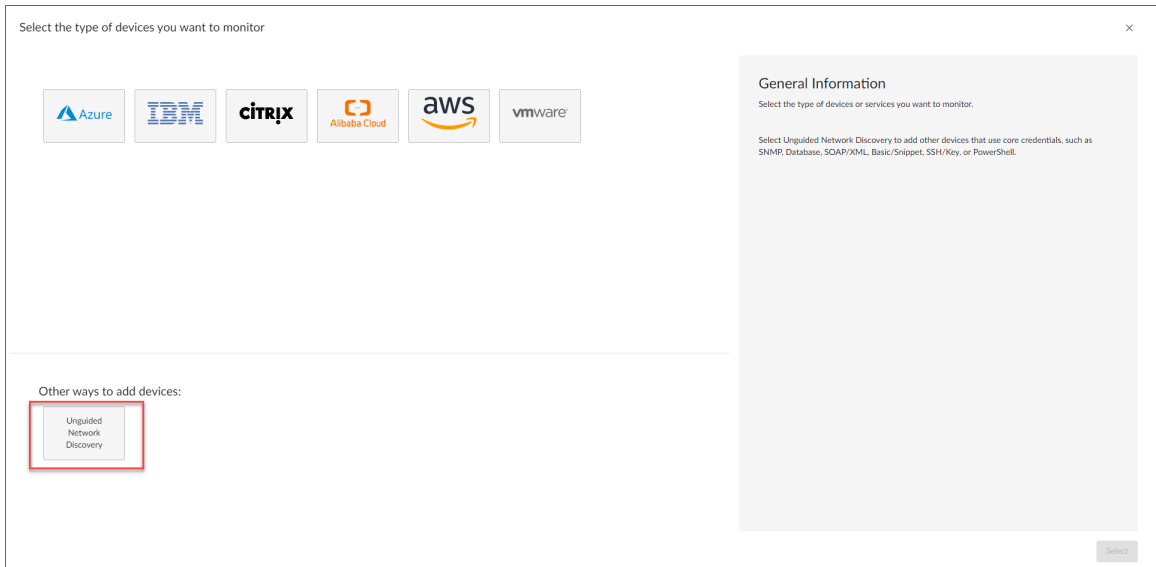 Select the type of devices you want to monitor
×
Azure
IBM
CITRIX
Alibaba Cloud
aws
vmware
General Information
Select the type of devices or services you want to monitor.
Select Unguided Network Discovery to add other devices that use core credentials, such as
SNMP, Database, SOAP/XML, Basic/Snippet, SSH/Key, or PowerShell.
Other ways to add devices:
Unguided
Network
Discovery
Select